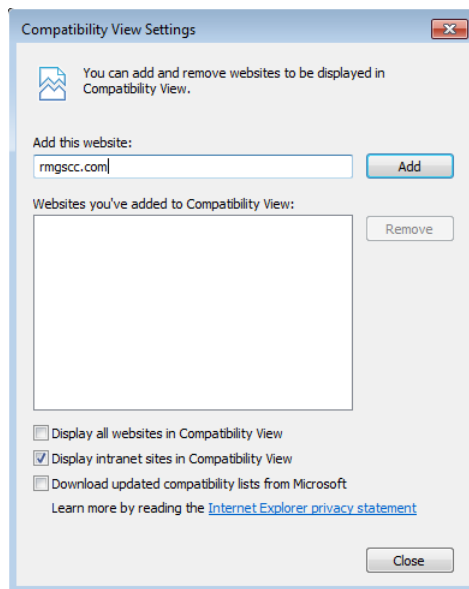 Compatibility View Settings
You can add and remove websites to be displayed in
Compatibility View.
Add this website:
rmgscc.com
Add
Websites you've added to Compatibility View:
Remove
Display all websites in Compatibility View
Display intranet sites in Compatibility View
Download updated compatibility lists from Microsoft
Learn more by reading the Internet Explorer privacy statement
Close